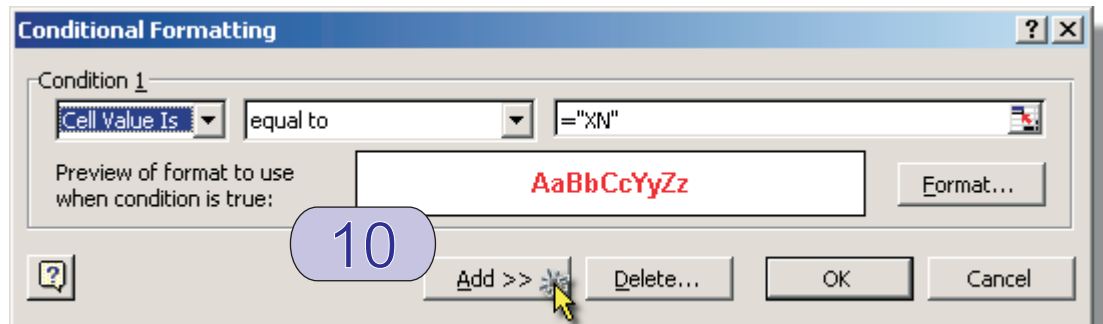 Conditional Formatting
Condition 1
Cell Value Is equal to ="XN"
Preview of format to use
when condition is true:
AaBbCcYyZz
Format...
10
Add >> Delete... OK Cancel